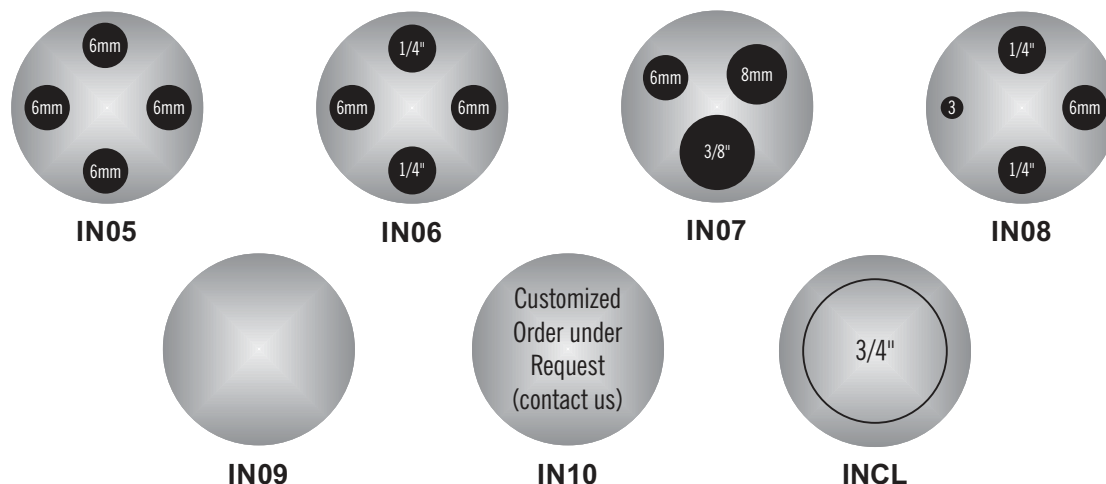 6mm
6mm
6mm
6mm
IN05
1/4"
6mm
6mm
1/4"
IN06
6mm
8mm
3/8"
IN07
1/4"
3
6mm
1/4"
IN08
IN09
Customized
Order under
Request
(contact us)
IN10
3/4"
INCL